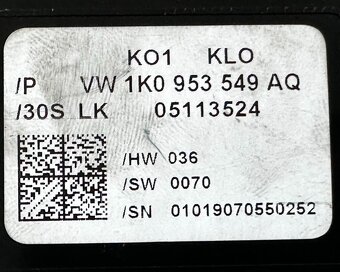 KO1 KLO
/P VW 1K0 953 549 AQ
/30S LK 05113524
/HW 036
/SW 0070
/SN 01019070550252